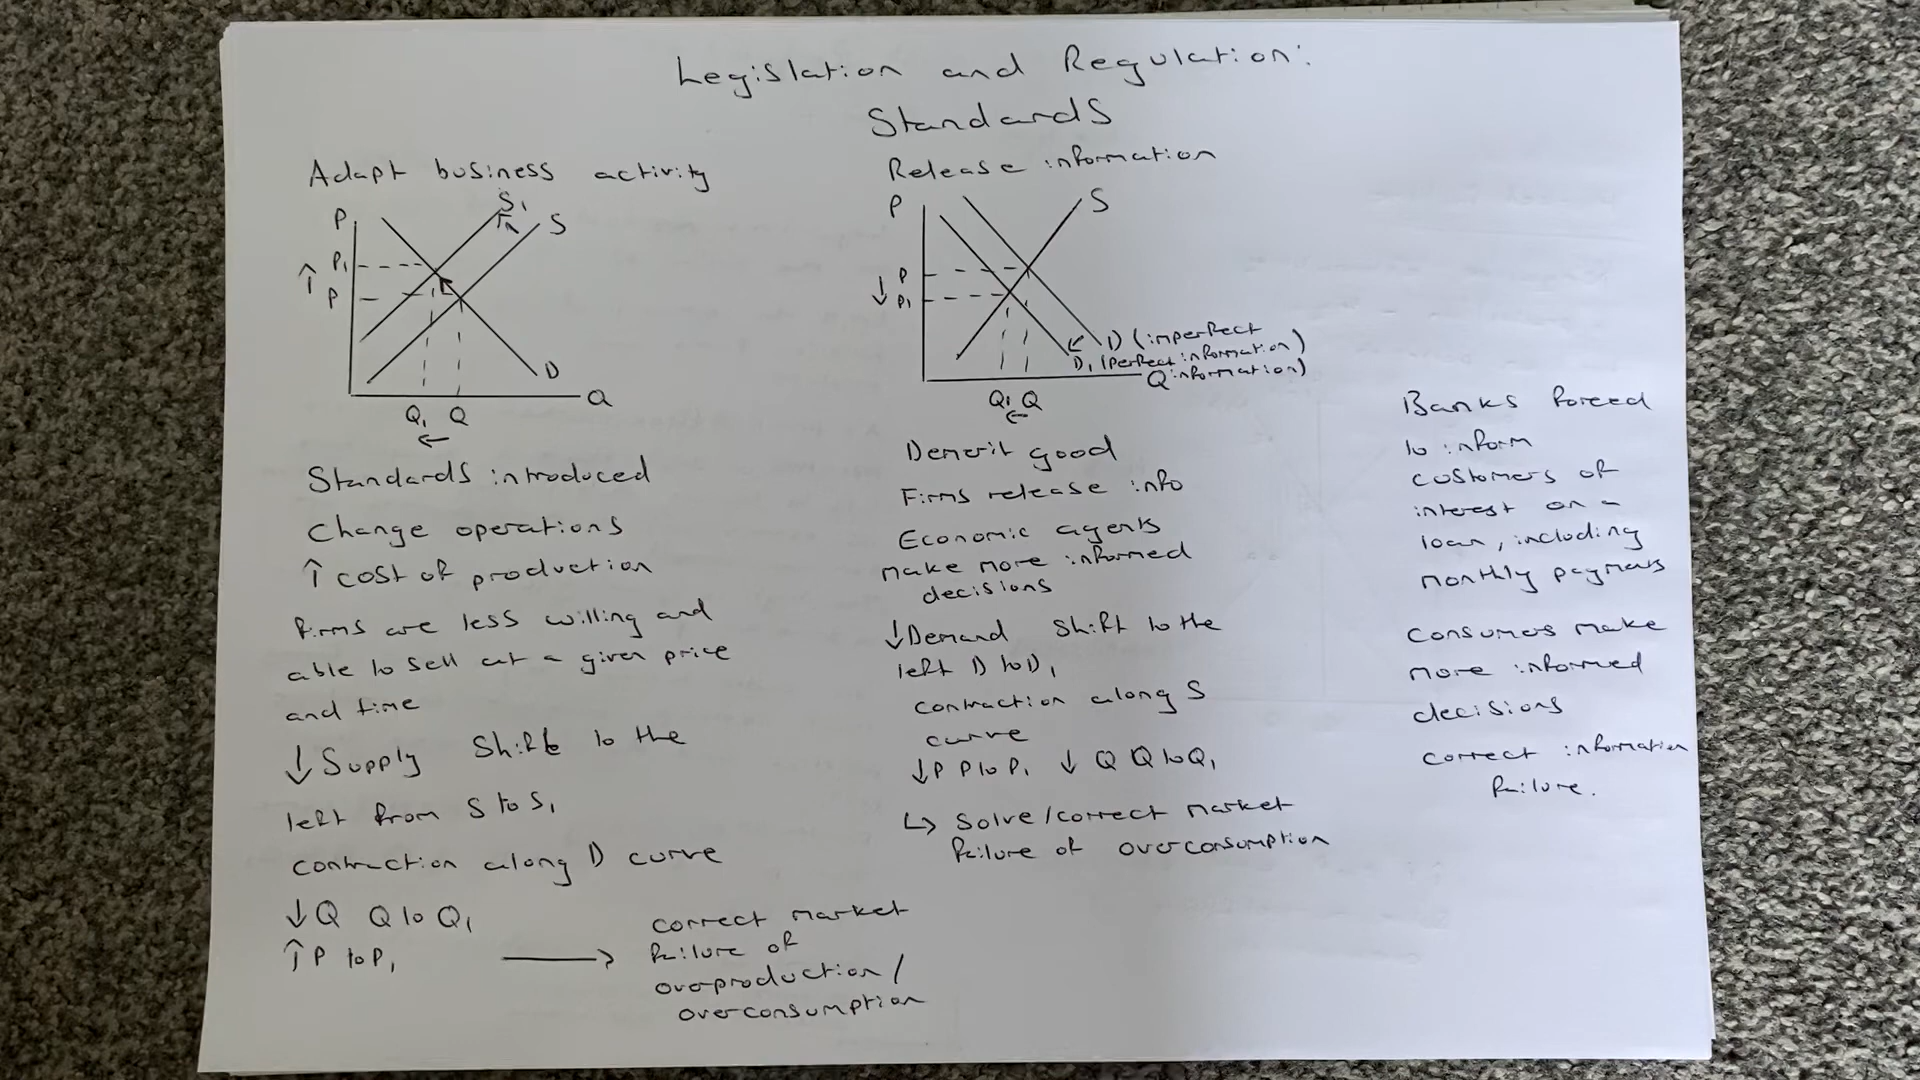 Legislation and Regulation:
Standards
Adapt business activity
P
S₁
S
↑
P₁
P
D
Q
Q₁ Q
←
Standards introduced
Change operations
↑ cost of production
firms are less willing and
able to sell at a given price
and time
↓ Supply shift to the
left from S to S₁
contraction along D curve
↓ Q Q to Q₁
↑ P to P₁
correct market
failure of
overproduction/
overconsumption
Release information
P
S
P
↓ P₁
D (imperfect
D₁ (perfect information)
Q information)
Q₁ Q
←
Demerit good
Firms release info
Economic agents
make more informed
decisions
↓ Demand shift to the
left D to D₁
contraction along S
curve
↓ P P to P₁ ↓ Q Q to Q₁
↳ Solve/correct market
failure of overconsumption
Banks forced
to inform
customers of
interest on a
loan, including
monthly payments
Consumers make
more informed
decisions
correct information
failure.